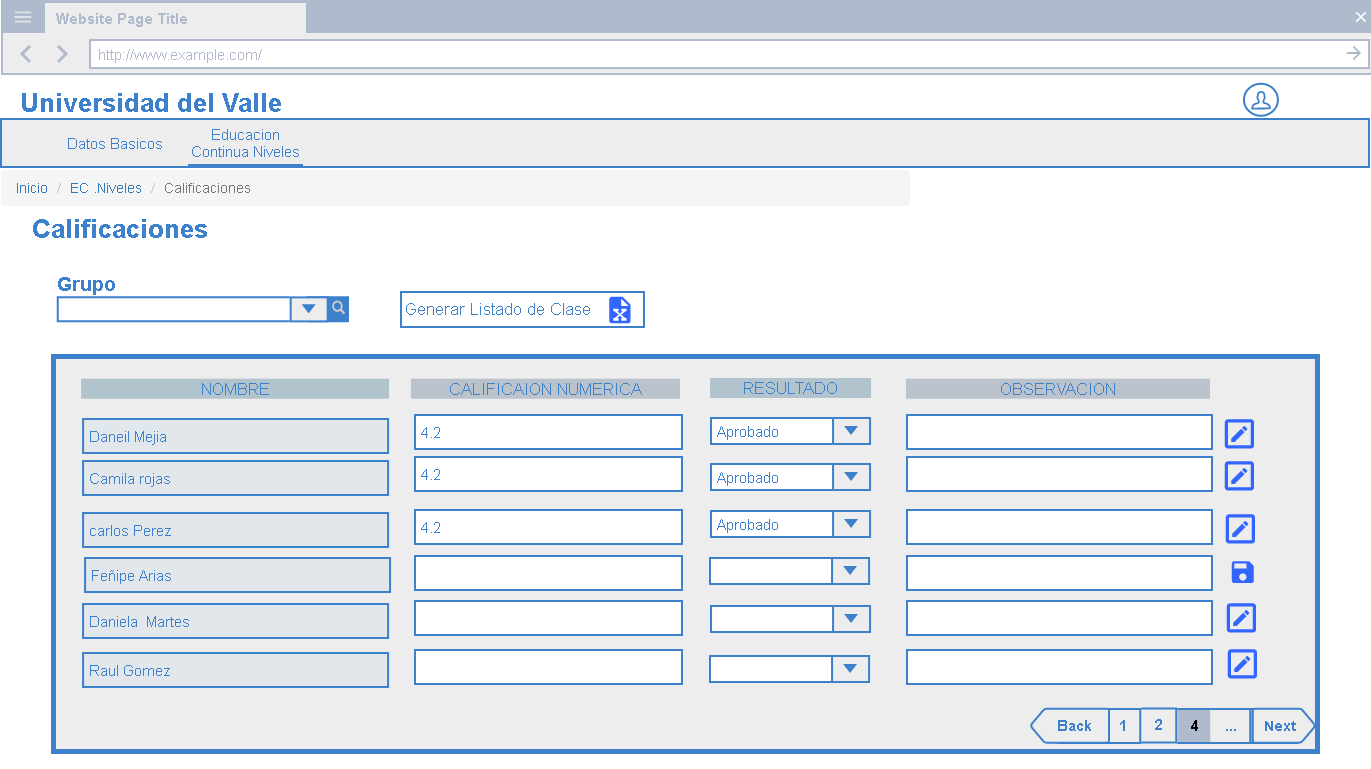 Website Page Title
http://www.example.com/
Universidad del Valle
Datos Basicos
Educacion
Continua Niveles
Inicio / EC .Niveles / Calificaciones
Calificaciones
Grupo
Generar Listado de Clase
NOMBRE CALIFICAION NUMERICA RESULTADO OBSERVACION
Daneil Mejia 4.2 Aprobado
Camila rojas 4.2 Aprobado
carlos Perez 4.2 Aprobado
Feñipe Arias
Daniela Martes
Raul Gomez
Back 1 2 4 ... Next